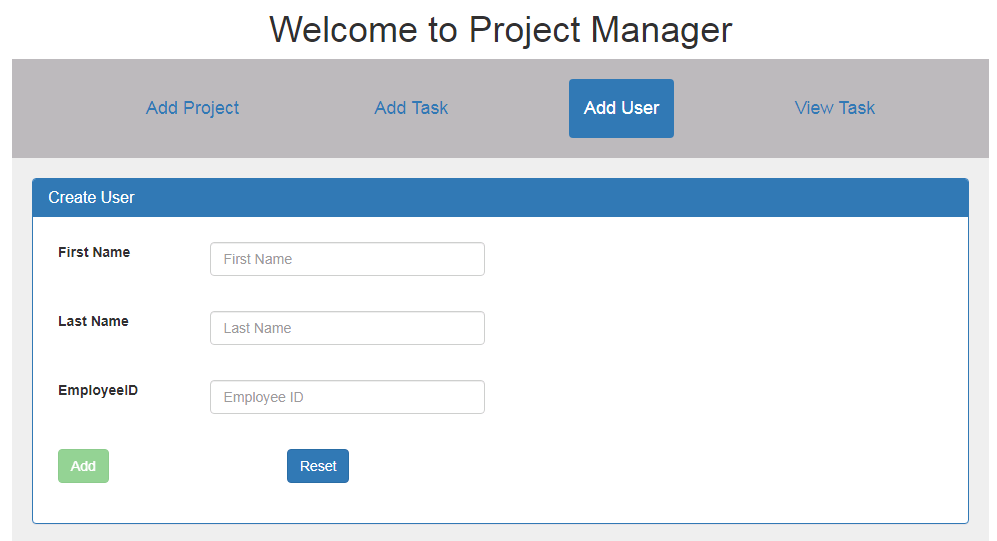 Welcome to Project Manager
Add Project Add Task Add User View Task
Create User
First Name First Name
Last Name Last Name
EmployeeID Employee ID
Add Reset